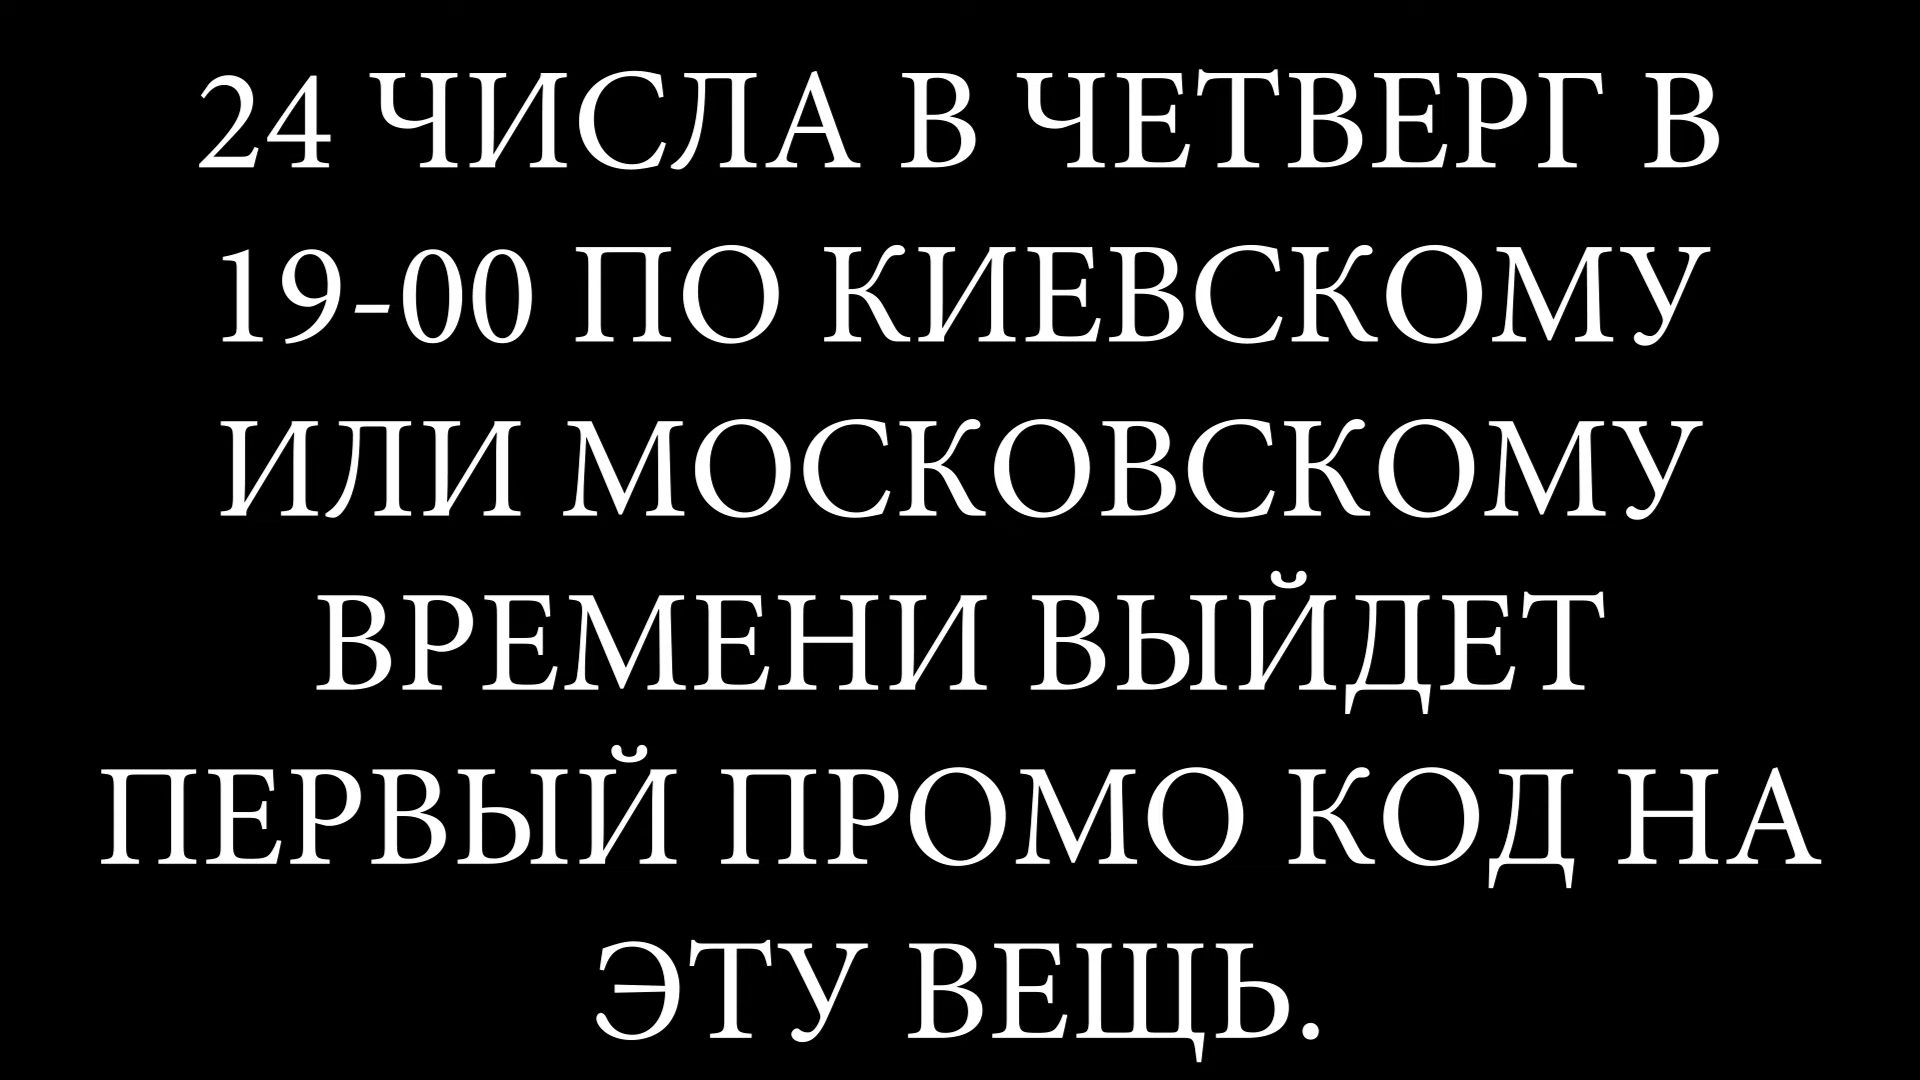 24 ЧИСЛА В ЧЕТВЕРГ В
19-00 ПО КИЕВСКОМУ
ИЛИ МОСКОВСКОМУ
ВРЕМЕНИ ВЫЙДЕТ
ПЕРВЫЙ ПРОМО КОД НА
ЭТУ ВЕЩЬ.